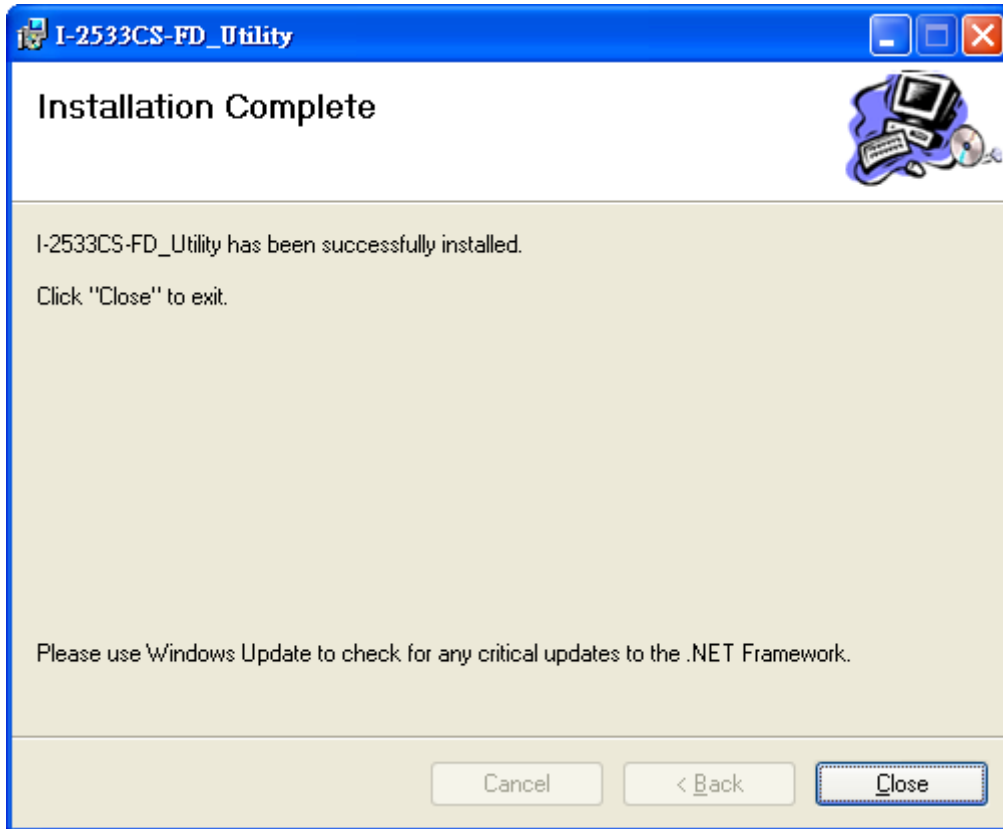 I-2533CS-FD_Utility
Installation Complete
I-2533CS-FD_Utility has been successfully installed.
Click "Close" to exit.
Please use Windows Update to check for any critical updates to the .NET Framework.
Cancel
< Back
Close